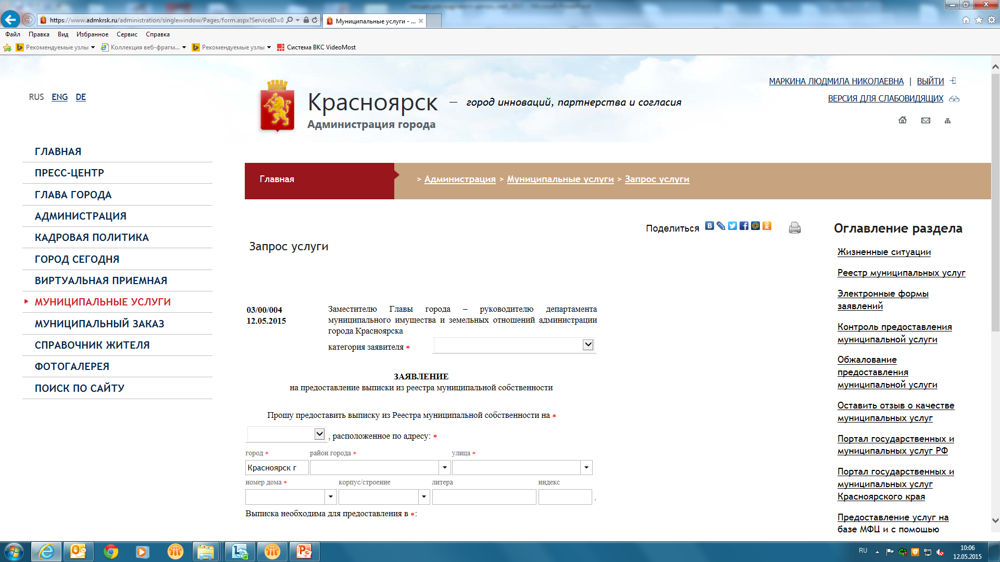 https://www.admkrsk.ru/administration/singlewindow/Pages/form.aspx?ServiceID=0
Муниципальные услуги - ...
Файл Правка Вид Избранное Сервис Справка
Рекомендуемые узлы Коллекция веб-фрагм... Рекомендуемые узлы Система ВКС VideoMost
RUS ENG DE
Красноярск — город инноваций, партнерства и согласия
Администрация города
МАРКИНА ЛЮДМИЛА НИКОЛАЕВНА | ВЫЙТИ
ВЕРСИЯ ДЛЯ СЛАБОВИДЯЩИХ
ГЛАВНАЯ
ПРЕСС-ЦЕНТР
ГЛАВА ГОРОДА
АДМИНИСТРАЦИЯ
КАДРОВАЯ ПОЛИТИКА
ГОРОД СЕГОДНЯ
ВИРТУАЛЬНАЯ ПРИЕМНАЯ
МУНИЦИПАЛЬНЫЕ УСЛУГИ
МУНИЦИПАЛЬНЫЙ ЗАКАЗ
СПРАВОЧНИК ЖИТЕЛЯ
ФОТОГАЛЕРЕЯ
ПОИСК ПО САЙТУ
Главная > Администрация > Муниципальные услуги > Запрос услуги
Поделиться
Запрос услуги
03/00/004
12.05.2015
Заместителю Главы города – руководителю департамента
муниципального имущества и земельных отношений администрации
города Красноярска
категория заявителя *
ЗАЯВЛЕНИЕ
на предоставление выписки из реестра муниципальной собственности
Прошу предоставить выписку из Реестра муниципальной собственности на *
, расположенное по адресу: *
город * район города * улица *
Красноярск г
номер дома * корпус/строение литера индекс
.
Выписка необходима для предоставления в *:
Оглавление раздела
Жизненные ситуации
Реестр муниципальных услуг
Электронные формы
заявлений
Контроль предоставления
муниципальной услуги
Обжалование
предоставления
муниципальной услуги
Оставить отзыв о качестве
муниципальных услуг
Портал государственных и
муниципальных услуг РФ
Портал государственных и
муниципальных услуг
Красноярского края
Предоставление услуг на
базе МФЦ и с помощью
RU
10:06
12.05.2015